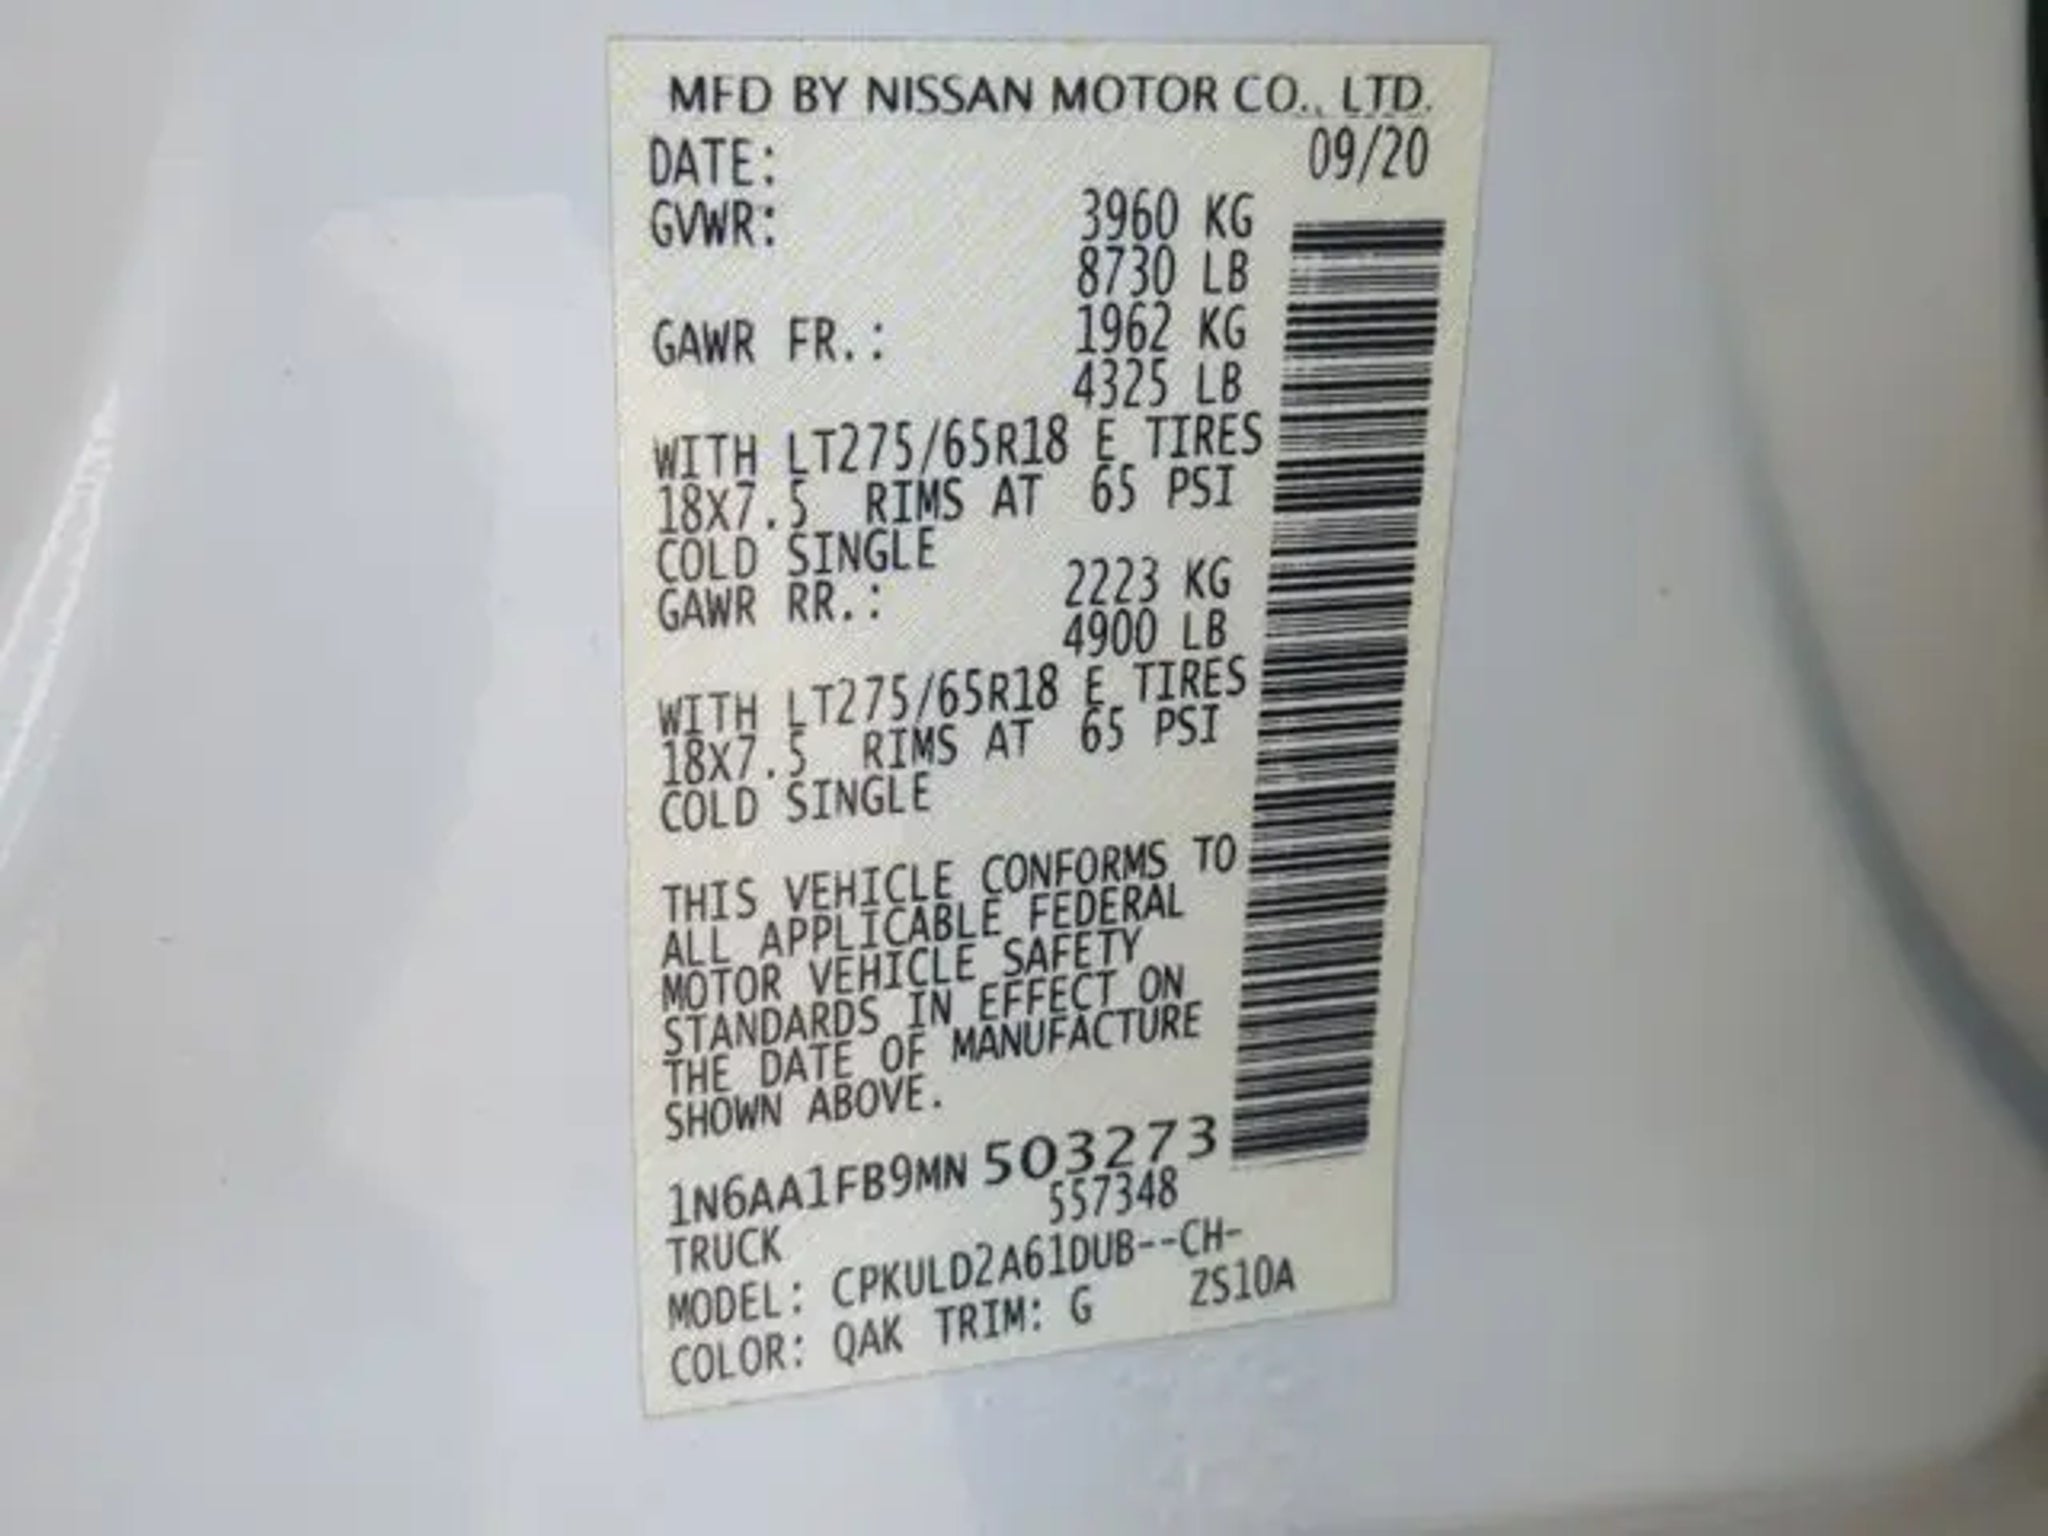 MFD BY NISSAN MOTOR CO., LTD.
DATE: 09/20
GVWR: 3960 KG
8730 LB
GAWR FR.: 1962 KG
4325 LB
WITH LT275/65R18 E TIRES
18X7.5 RIMS AT 65 PSI
COLD SINGLE
GAWR RR.: 2223 KG
4900 LB
WITH LT275/65R18 E TIRES
18X7.5 RIMS AT 65 PSI
COLD SINGLE
THIS VEHICLE CONFORMS TO
ALL APPLICABLE FEDERAL
MOTOR VEHICLE SAFETY
STANDARDS IN EFFECT ON
THE DATE OF MANUFACTURE
SHOWN ABOVE.
1N6AA1FB9MN 503273
557348
TRUCK
MODEL: CPKULD2A61DUB--CH-
COLOR: QAK TRIM: G ZS10A